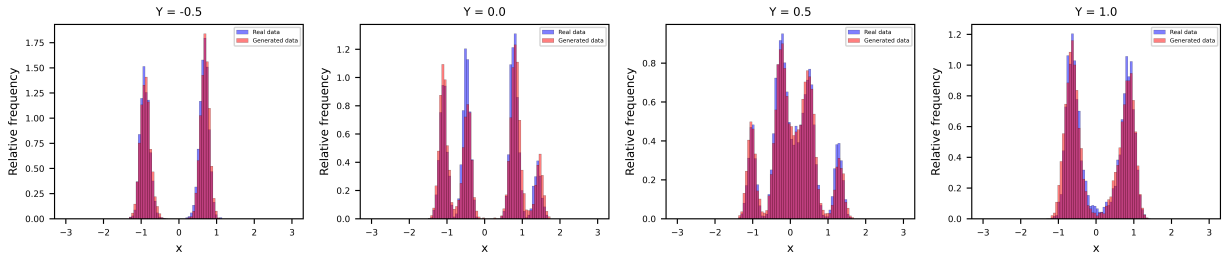 Y = -0.5
Relative frequency
1.75
1.50
1.25
1.00
0.75
0.50
0.25
0.00
Real data
Generated data
−3 −2 −1 0 1 2 3
x
Y = 0.0
Relative frequency
1.2
1.0
0.8
0.6
0.4
0.2
0.0
Real data
Generated data
−3 −2 −1 0 1 2 3
x
Y = 0.5
Relative frequency
0.8
0.6
0.4
0.2
0.0
Real data
Generated data
−3 −2 −1 0 1 2 3
x
Y = 1.0
Relative frequency
1.2
1.0
0.8
0.6
0.4
0.2
0.0
Real data
Generated data
−3 −2 −1 0 1 2 3
x